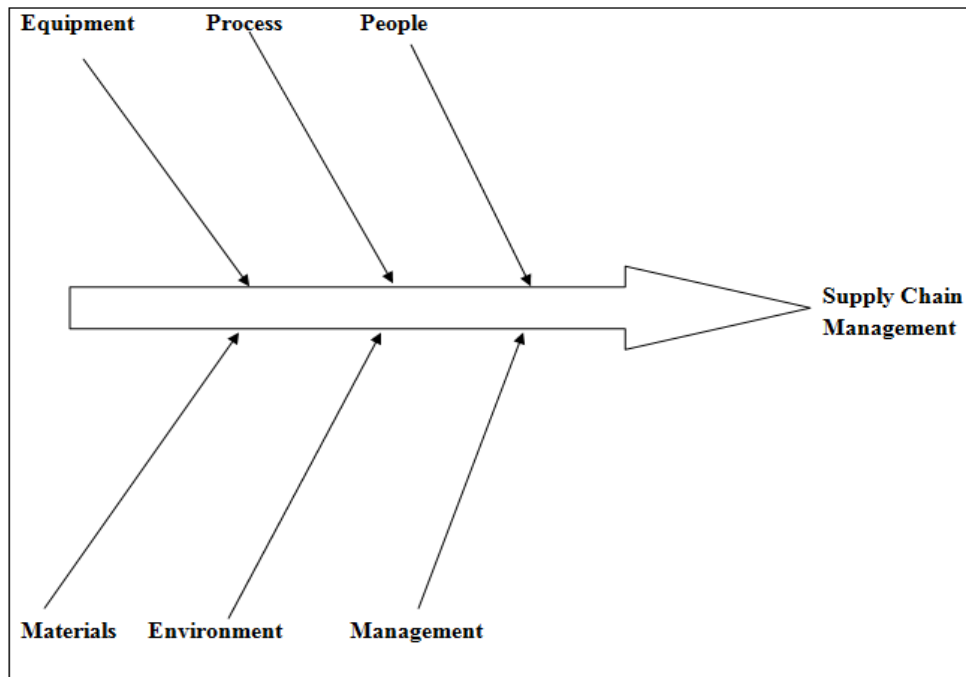 Equipment
Process
People
Supply Chain
Management
Materials
Environment
Management